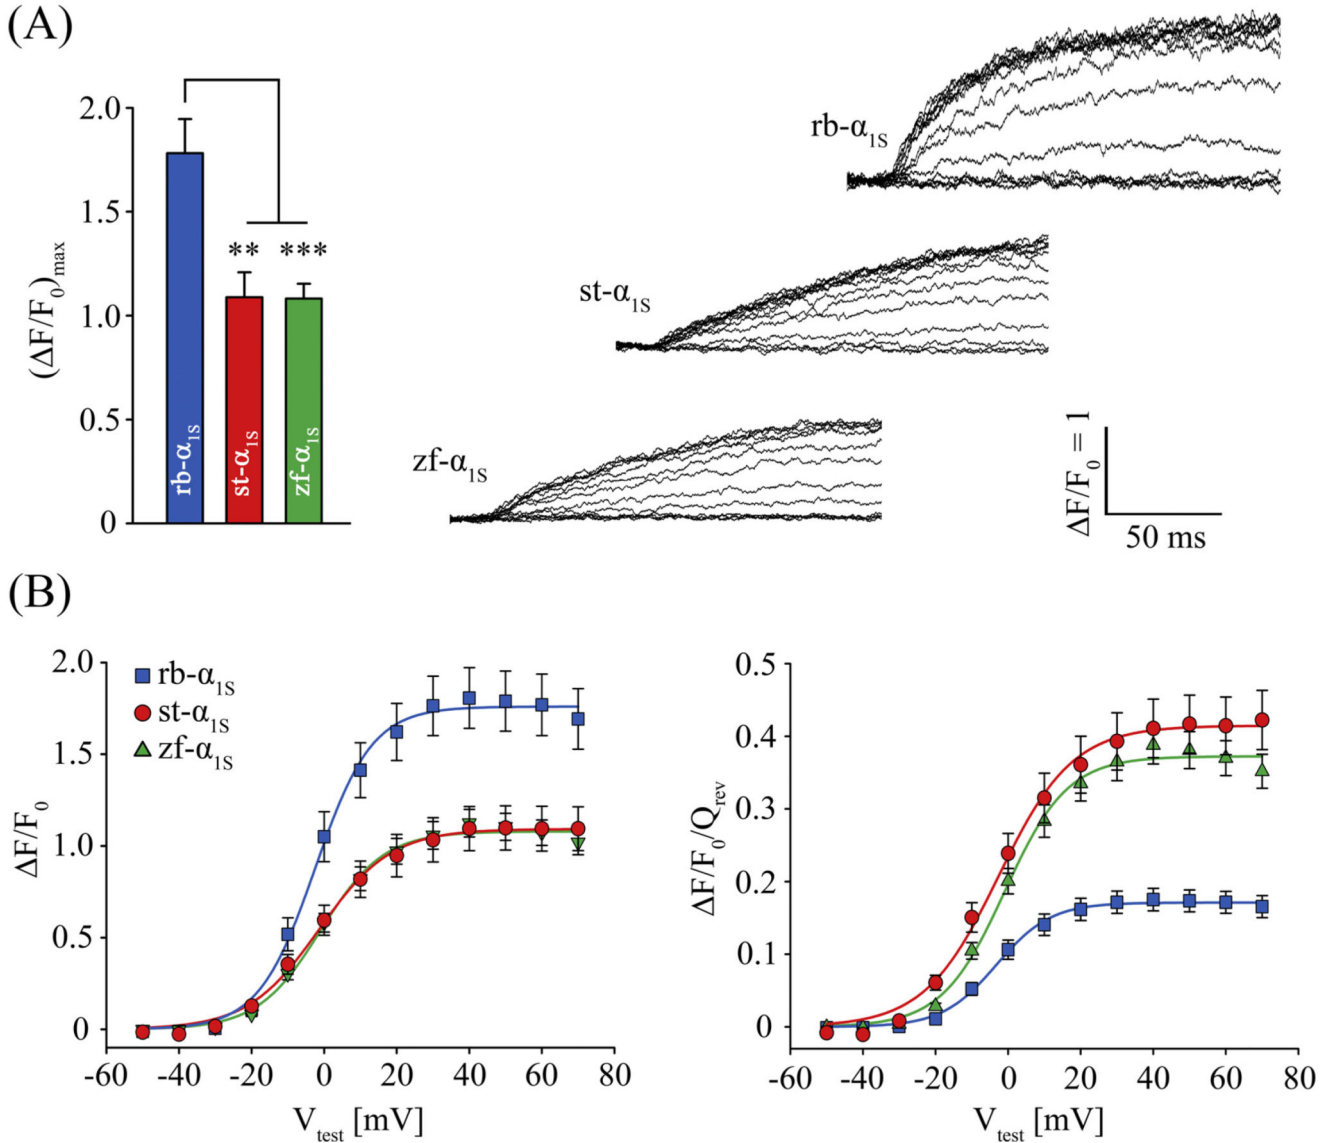 (A)
2.0
1.5
1.0
0.5
0
(ΔF/F₀)max
** ***
rb-α1S
st-α1S
zf-α1S
rb-α1S
st-α1S
zf-α1S
ΔF/F₀ = 1
50 ms
(B)
2.0
1.5
1.0
0.5
0
ΔF/F₀
rb-α1S
st-α1S
zf-α1S
-60 -40 -20 0 20 40 60 80
Vtest [mV]
0.5
0.4
0.3
0.2
0.1
0
ΔF/F₀/Qrev
-60 -40 -20 0 20 40 60 80
Vtest [mV]